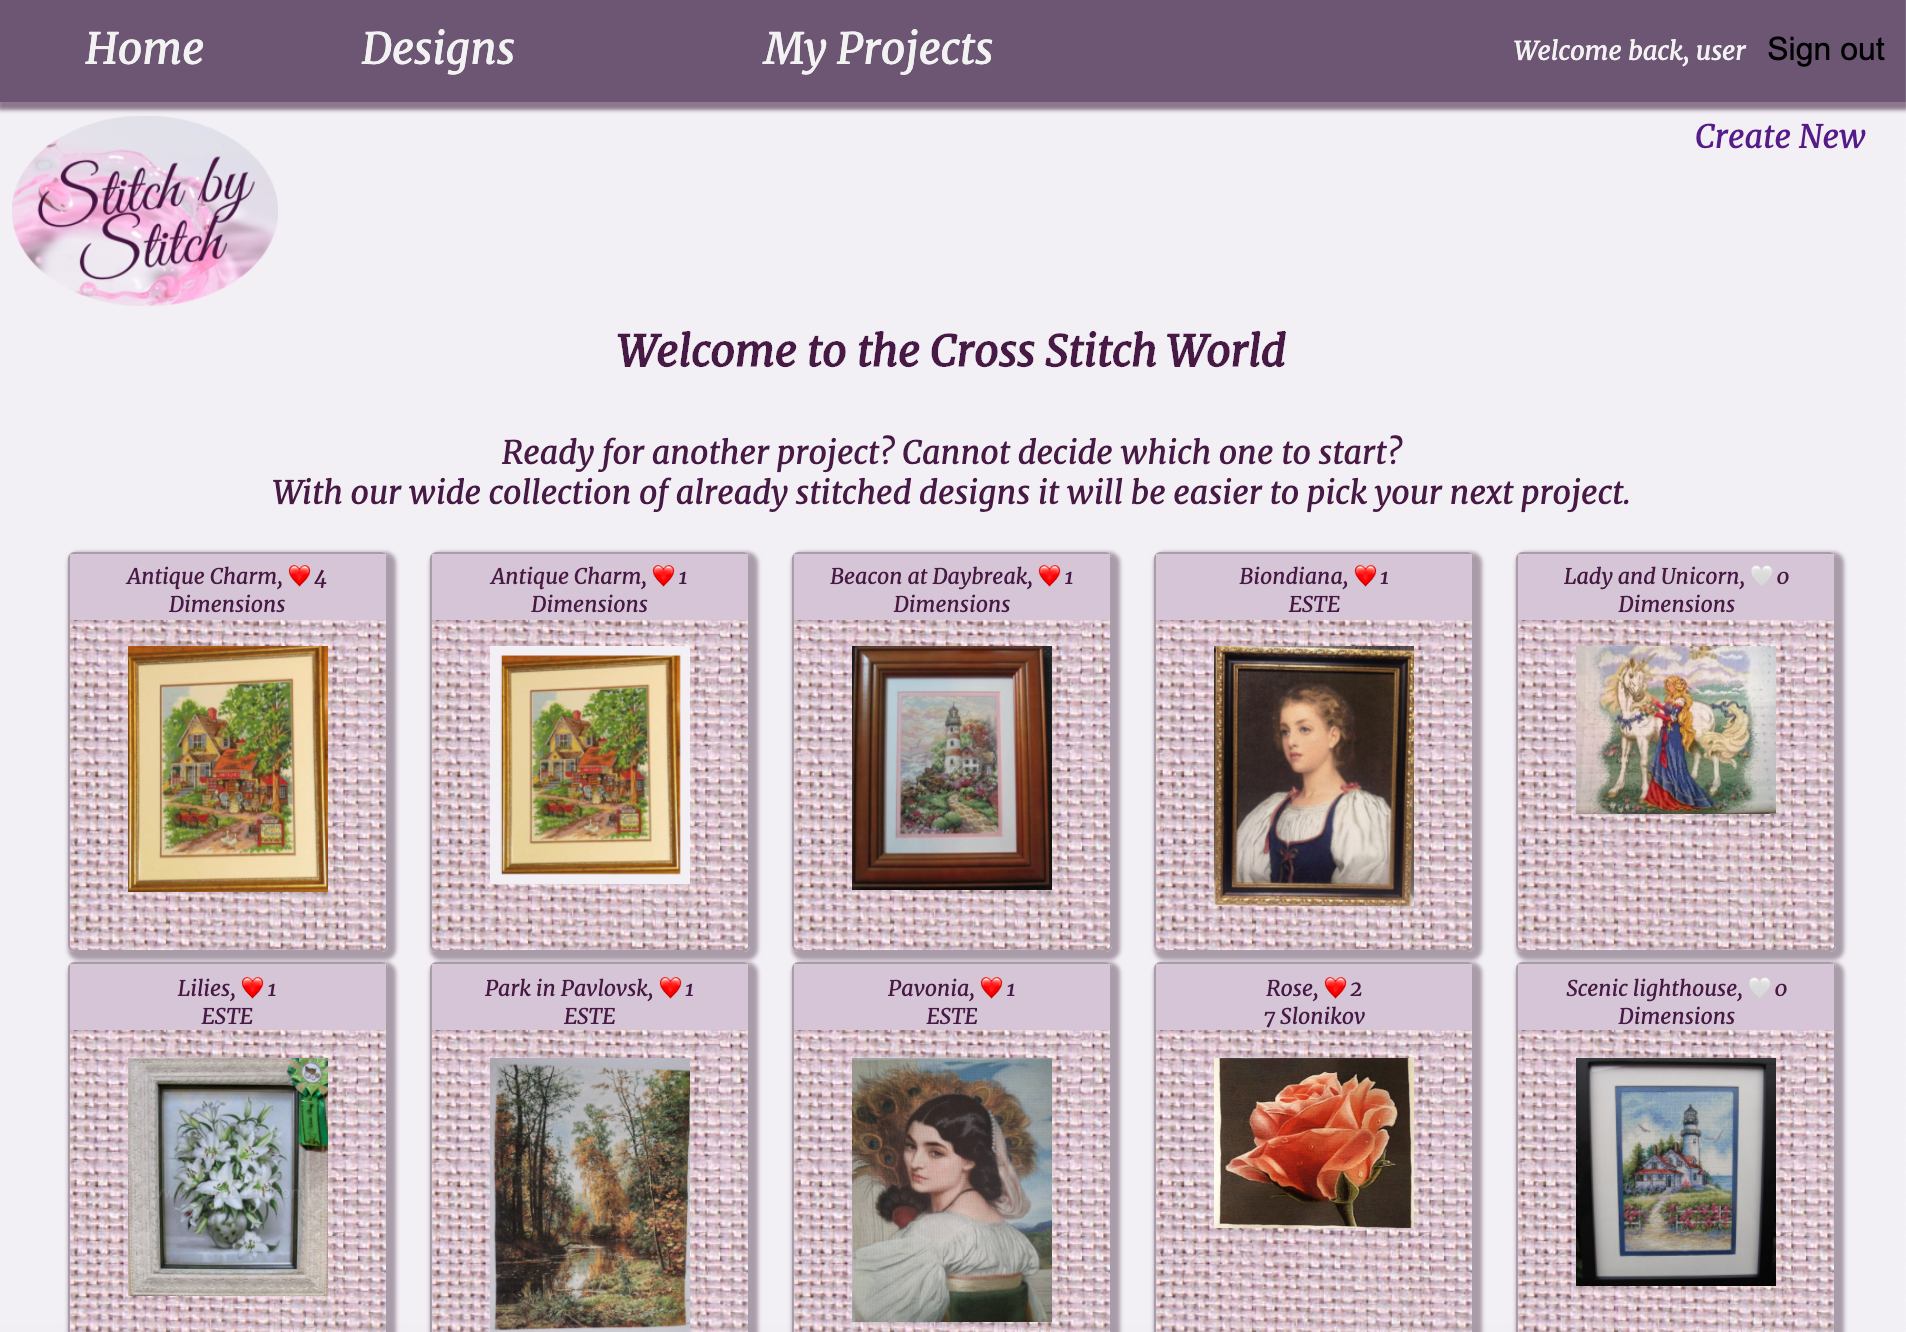 Home Designs My Projects Welcome back, user Sign out
Create New
Stitch by
Stitch
Welcome to the Cross Stitch World
Ready for another project? Cannot decide which one to start?
With our wide collection of already stitched designs it will be easier to pick your next project.
Antique Charm, ❤️ 4
Dimensions
Antique Charm, ❤️ 1
Dimensions
Beacon at Daybreak, ❤️ 1
Dimensions
Biondiana, ❤️ 1
ESTE
Lady and Unicorn, 🤍 0
Dimensions
Lilies, ❤️ 1
ESTE
Park in Pavlovsk, ❤️ 1
ESTE
Pavonia, ❤️ 1
ESTE
Rose, ❤️ 2
7 Slonikov
Scenic lighthouse, 🤍 0
Dimensions